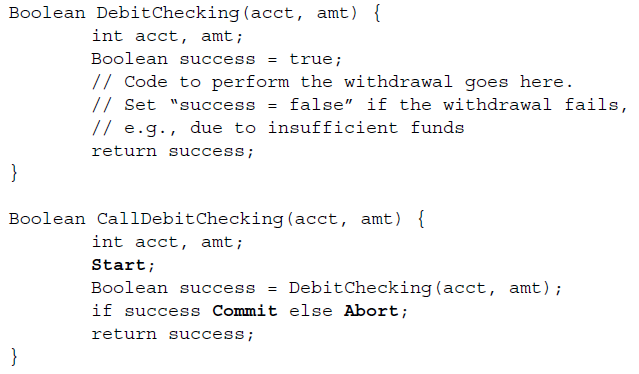 Boolean DebitChecking(acct, amt) {
int acct, amt;
Boolean success = true;
// Code to perform the withdrawal goes here.
// Set “success = false” if the withdrawal fails,
// e.g., due to insufficient funds
return success;
}
Boolean CallDebitChecking(acct, amt) {
int acct, amt;
Start;
Boolean success = DebitChecking(acct, amt);
if success Commit else Abort;
return success;
}